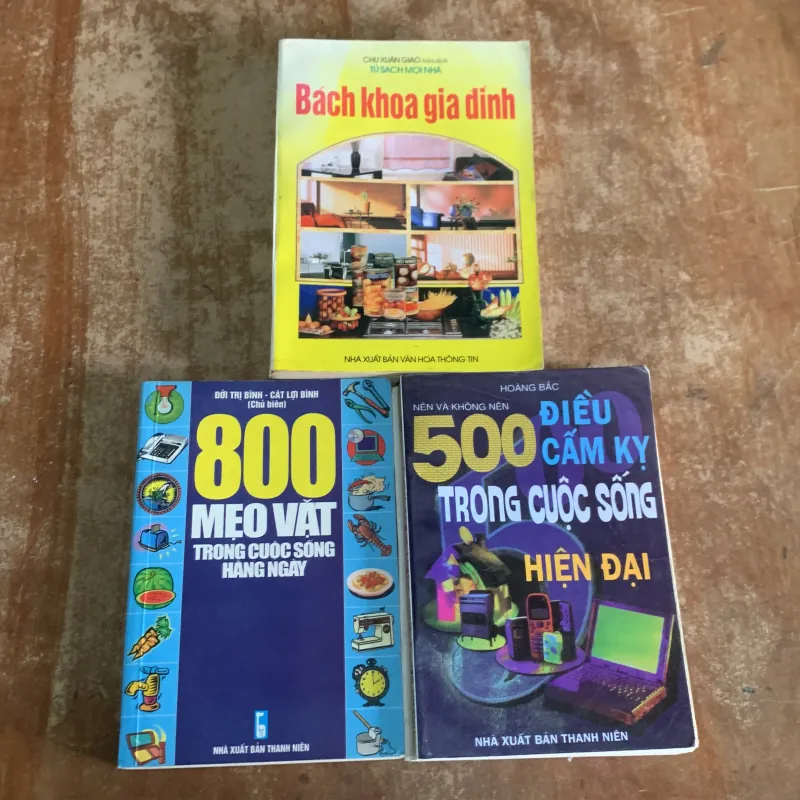 CHU XUÂN GIAO biên dịch
TỦ SÁCH MỌI NHÀ
Bách khoa gia đình
NHÀ XUẤT BẢN VĂN HÓA THÔNG TIN
ĐỚI TRỊ BÌNH - CÁT LỢI BÌNH
(Chủ biên)
800
MẸO VẶT
TRONG CUỘC SỐNG
HÀNG NGÀY
NHÀ XUẤT BẢN THANH NIÊN
HOÀNG BẮC
NÊN VÀ KHÔNG NÊN
500 ĐIỀU
CẤM KỴ
TRONG CUỘC SỐNG
HIỆN ĐẠI
NHÀ XUẤT BẢN THANH NIÊN